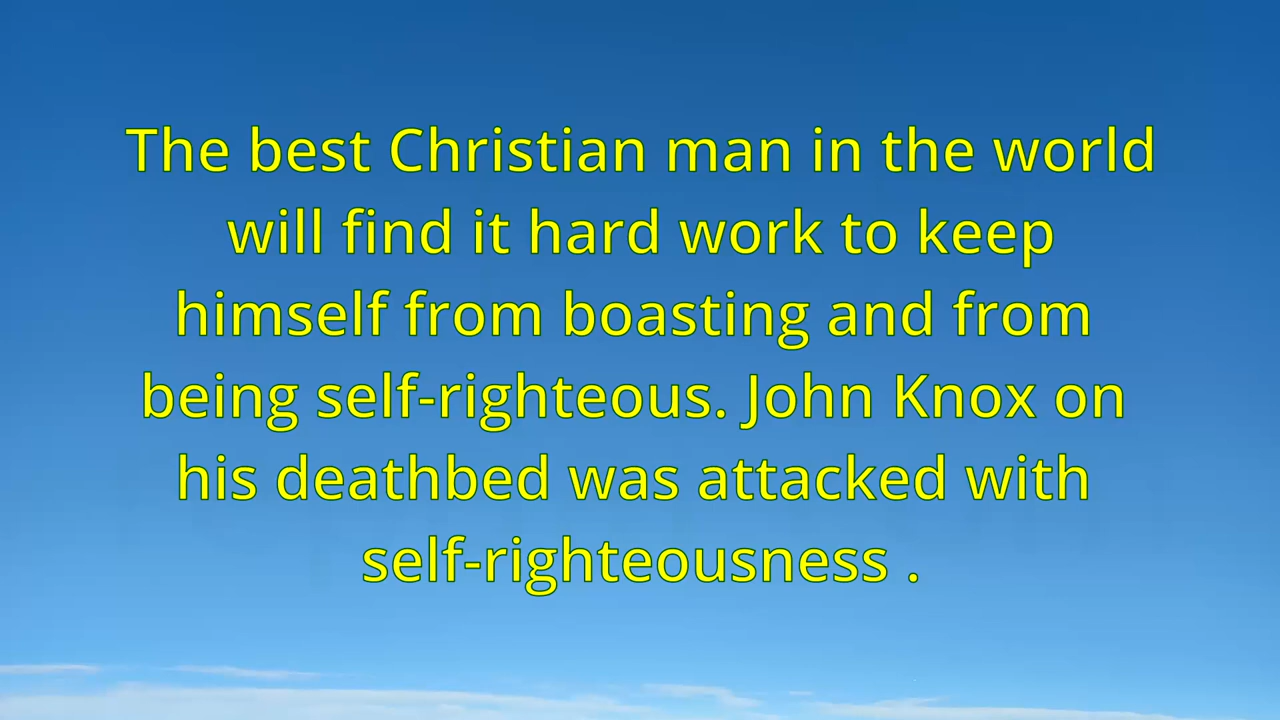 The best Christian man in the world
will find it hard work to keep
himself from boasting and from
being self-righteous. John Knox on
his deathbed was attacked with
self-righteousness .